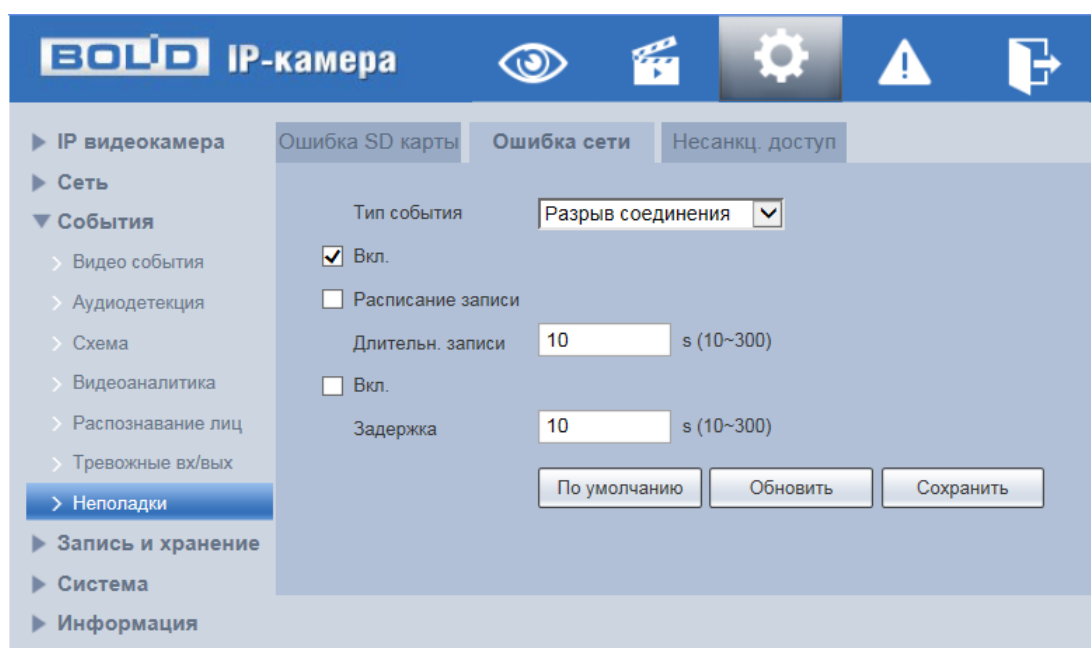 BOLID IP-камера
IP видеокамера
Сеть
События
Видео события
Аудиодетекция
Схема
Видеоаналитика
Распознавание лиц
Тревожные вх/вых
Неполадки
Запись и хранение
Система
Информация
Ошибка SD карты Ошибка сети Несанкц. доступ
Тип события Разрыв соединения
Вкл.
Расписание записи
Длительн. записи 10 s (10~300)
Вкл.
Задержка 10 s (10~300)
По умолчанию Обновить Сохранить